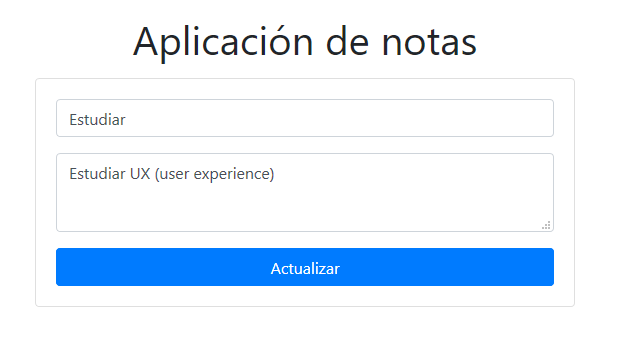 Aplicación de notas
Estudiar
Estudiar UX (user experience)
Actualizar